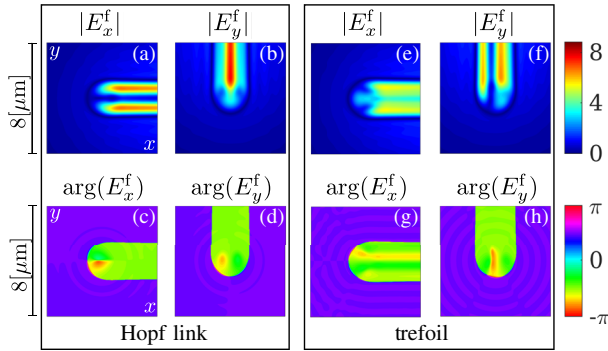 |E_x^f| |E_y^f| |E_x^f| |E_y^f|
y (a) (b) (e) (f) 8
8[μm] 4
x 0
arg(E_x^f) arg(E_y^f) arg(E_x^f) arg(E_y^f)
y (c) (d) (g) (h) π
8[μm] 0
x -π
Hopf link trefoil